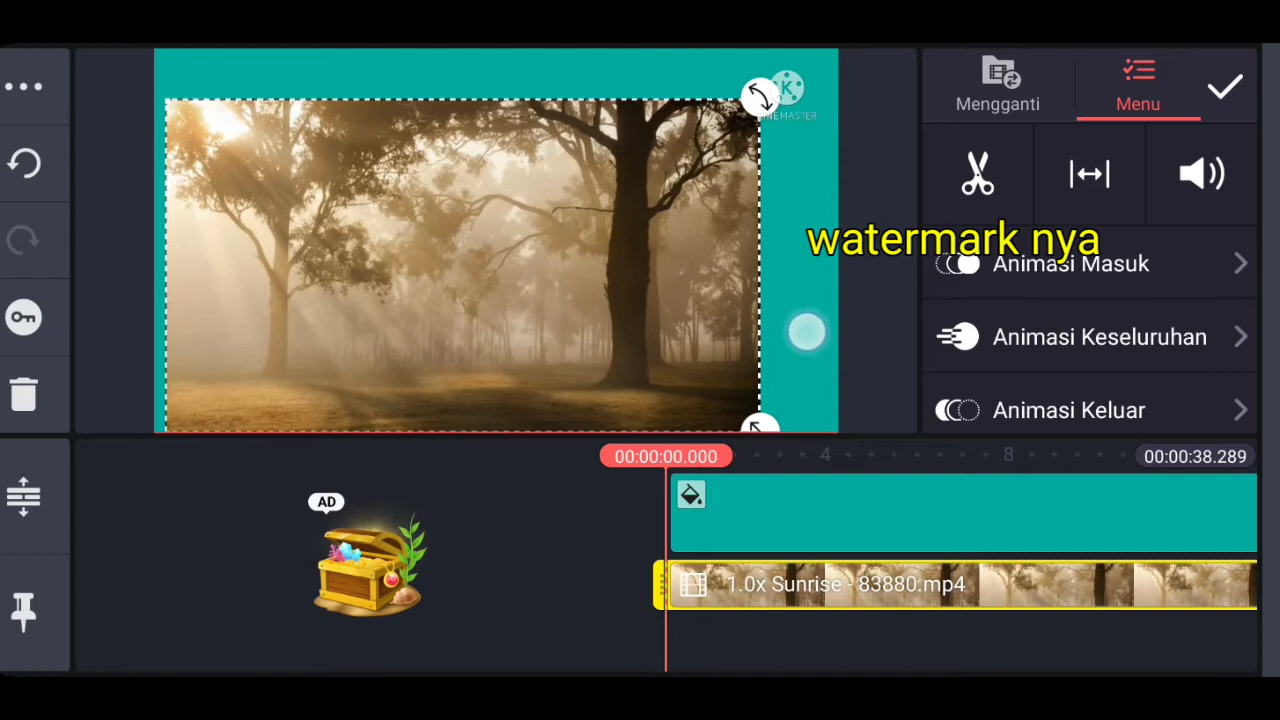 Mengganti
Menu
KINEMASTER
watermark nya
Animasi Masuk
Animasi Keseluruhan
Animasi Keluar
00:00:00.000
4
8
00:00:38.289
AD
1.0x Sunrise - 83880.mp4